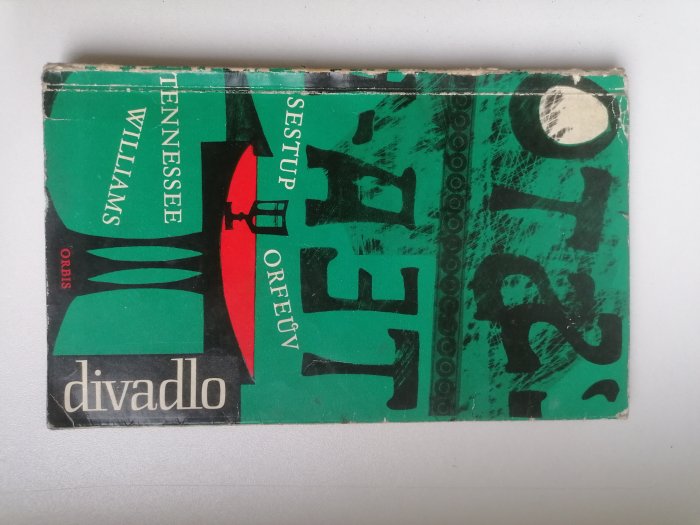 SESTUP
ORFEŮV
TENNESSEE
WILLIAMS
ORBIS
divadlo